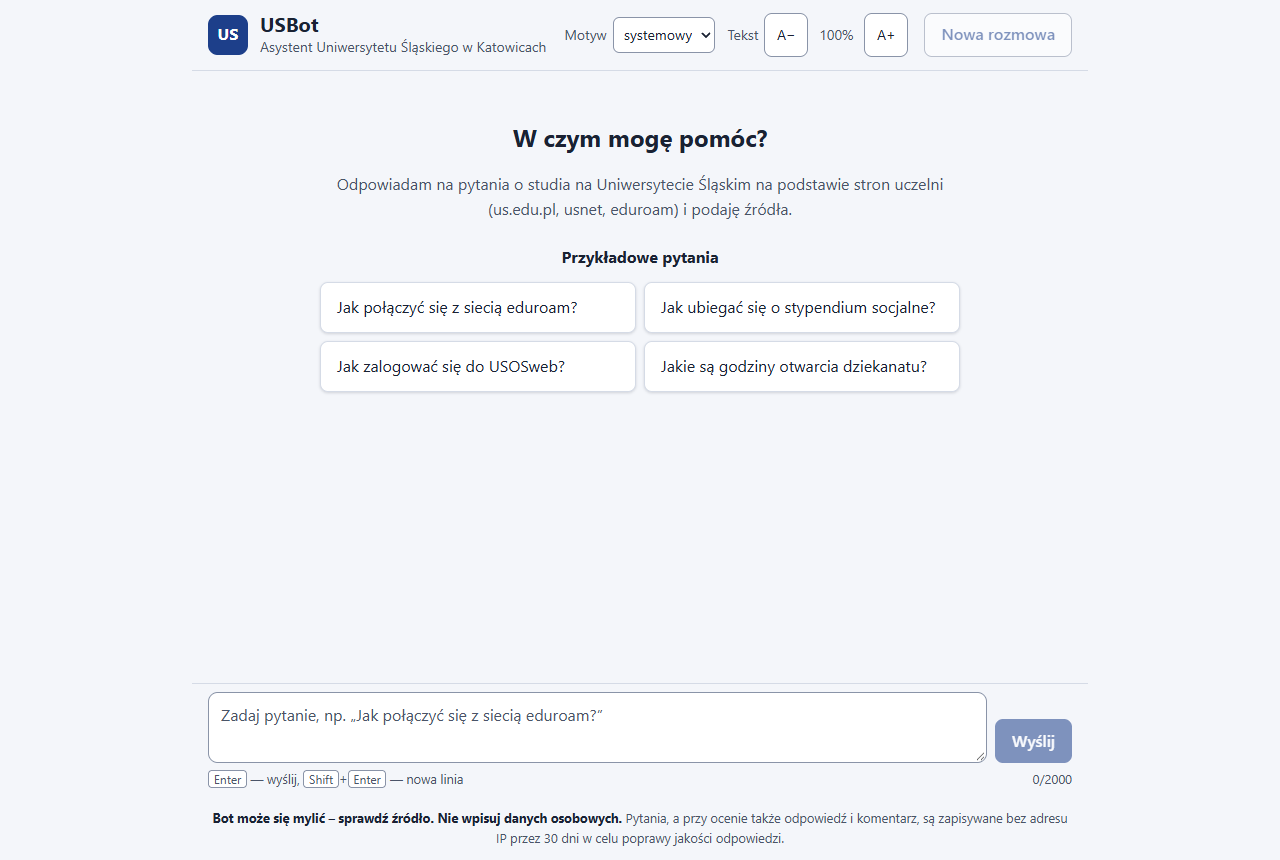 US
USBot
Asystent Uniwersytetu Śląskiego w Katowicach
Motyw systemowy Tekst A− 100% A+ Nowa rozmowa
W czym mogę pomóc?
Odpowiadam na pytania o studia na Uniwersytecie Śląskim na podstawie stron uczelni
(us.edu.pl, usnet, eduroam) i podaję źródła.
Przykładowe pytania
Jak połączyć się z siecią eduroam?
Jak ubiegać się o stypendium socjalne?
Jak zalogować się do USOSweb?
Jakie są godziny otwarcia dziekanatu?
Zadaj pytanie, np. „Jak połączyć się z siecią eduroam?”
Wyślij
Enter — wyślij, Shift+Enter — nowa linia
0/2000
Bot może się mylić – sprawdź źródło. Nie wpisuj danych osobowych. Pytania, a przy ocenie także odpowiedź i komentarz, są zapisywane bez adresu
IP przez 30 dni w celu poprawy jakości odpowiedzi.